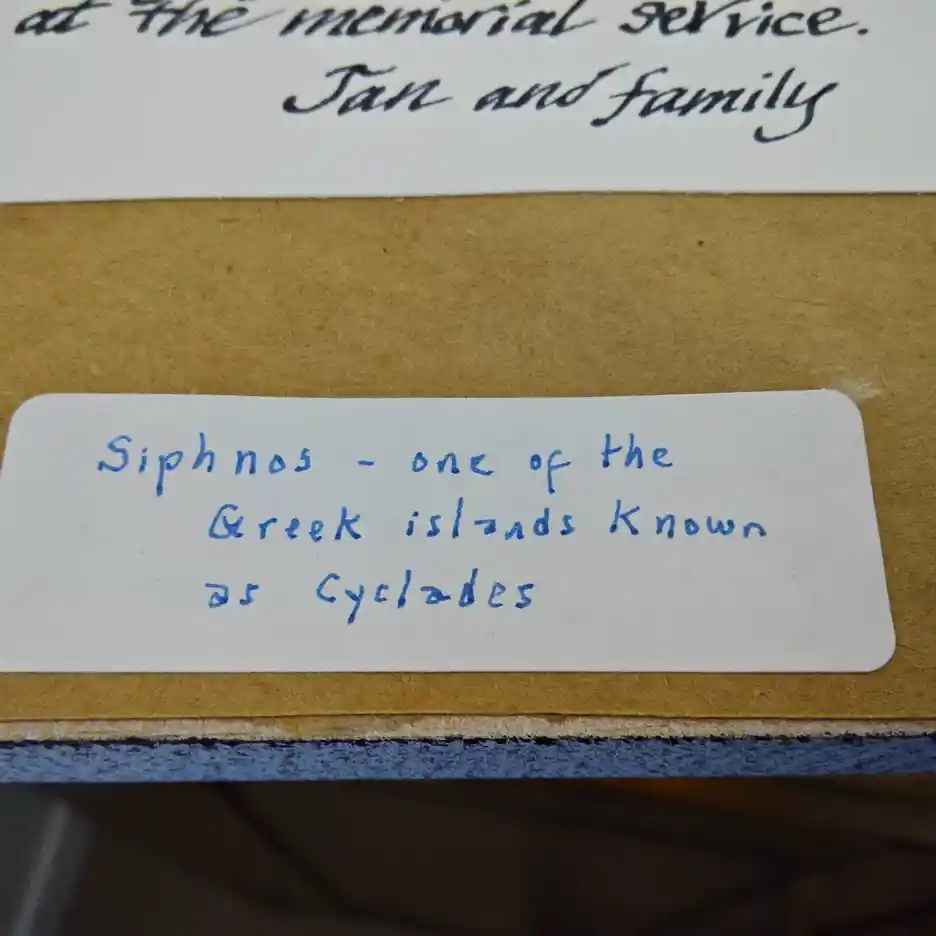 at the memorial service.
Jan and family
Siphnos - one of the
Greek islands known
as Cyclades